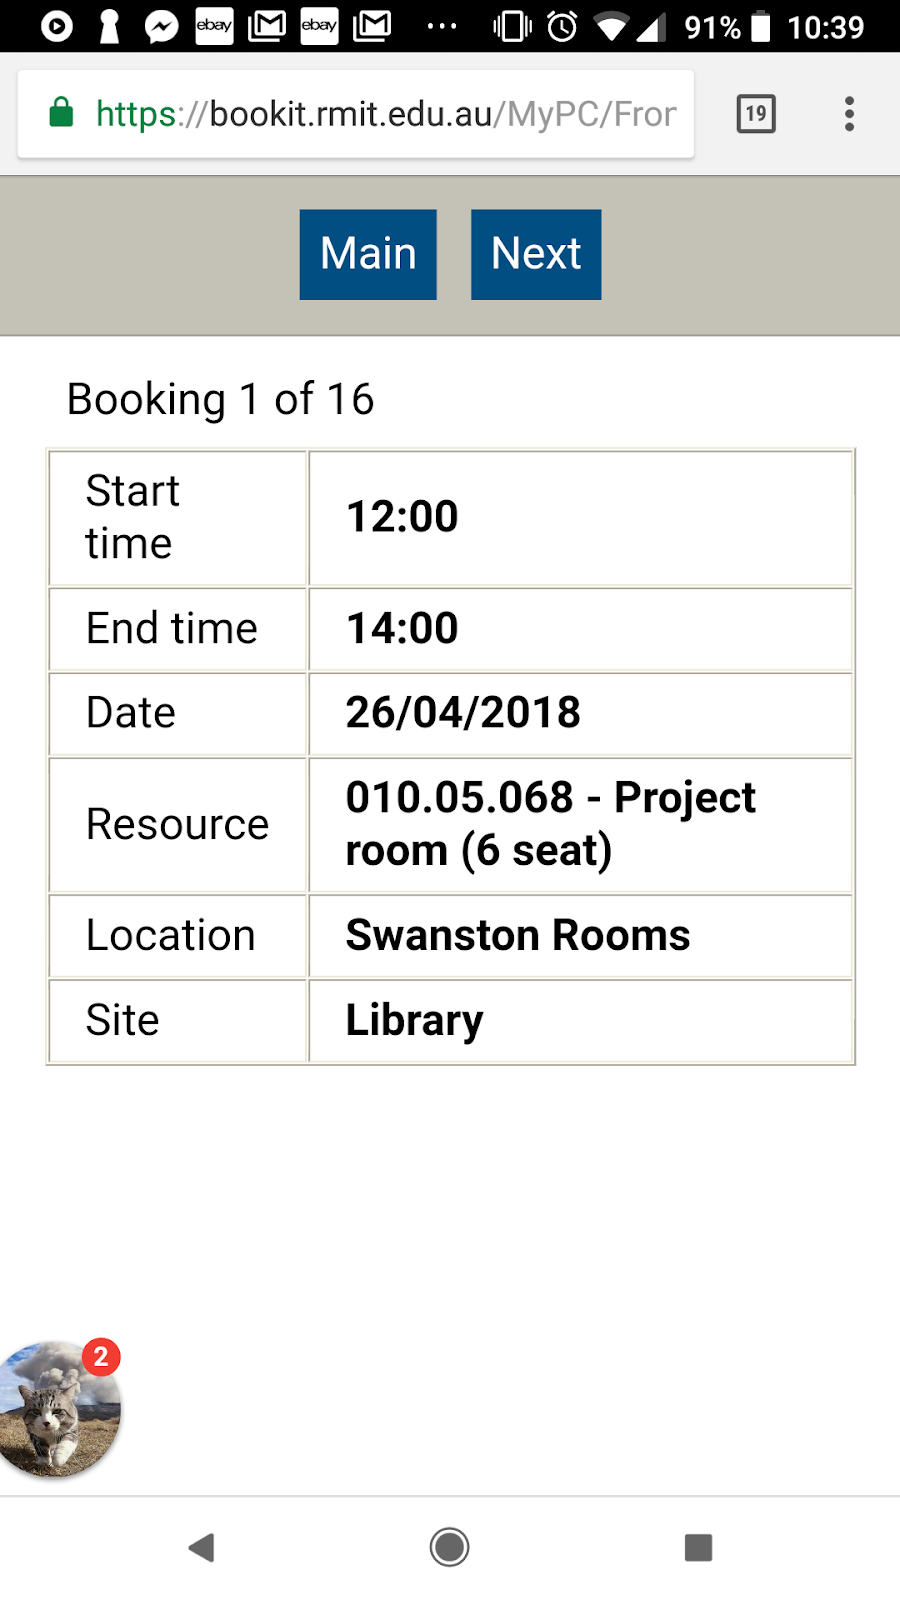 ebay ebay ... 91% 10:39
https://bookit.rmit.edu.au/MyPC/Fror 19
Main Next
Booking 1 of 16
Start
time 12:00
End time 14:00
Date 26/04/2018
Resource 010.05.068 - Project
room (6 seat)
Location Swanston Rooms
Site Library
2